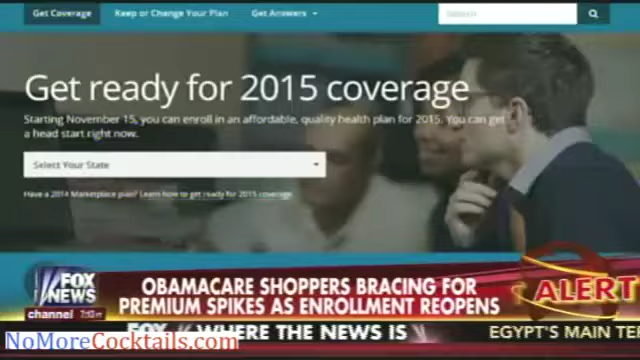 Get Coverage Keep or Change Your Plan Get Answers Search
Get ready for 2015 coverage
Starting November 15, you can enroll in an affordable, quality health plan for 2015. You can get
a head start right now.
Select Your State
Have a 2014 Marketplace plan? Learn how to get ready for 2015 coverage
OBAMACARE SHOPPERS BRACING FOR
PREMIUM SPIKES AS ENROLLMENT REOPENS
ALERT
FOX
NEWS
channel
FOX WHERE THE NEWS IS EGYPT'S MAIN TE
NoMoreCocktails.com